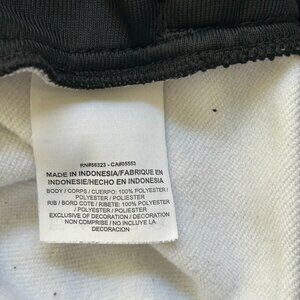 RN#56323 - CA#05553
MADE IN INDONESIA/FABRIQUE EN
INDONESIE/HECHO EN INDONESIA
BODY / CORPS / CUERPO: 100% POLYESTER
/ POLYESTER / POLIESTER
RIB / BORD COTE / RIBETE: 100% POLYESTER
/ POLYESTER / POLIESTER
EXCLUSIVE OF DECORATION / DECORATION
NON COMPRISE / NO INCLUYE LA
DECORACION